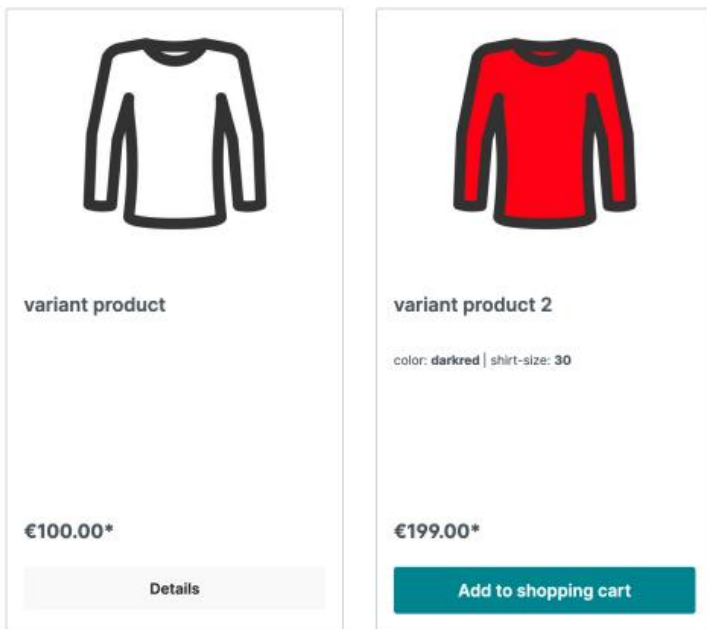 variant product
€100.00*
Details
variant product 2
color: darkred | shirt-size: 30
€199.00*
Add to shopping cart